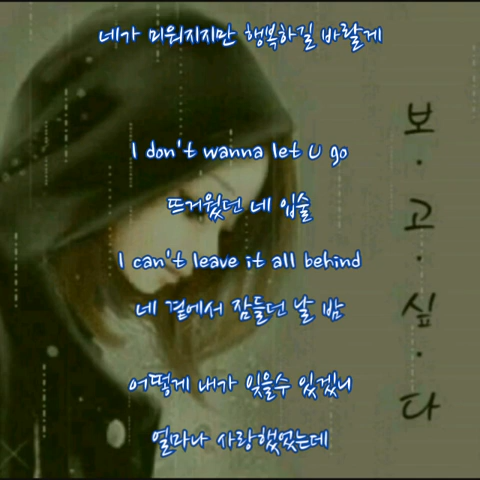 네가 미워지지만 행복하길 바랄게
I don't wanna let U go
뜨거웠던 네 입술
I can't leave it all behind
네 곁에서 잠들던 날 밤
어떻게 내가 잊을수 있겠니
얼마나 사랑했었는데
보·고·싶·다